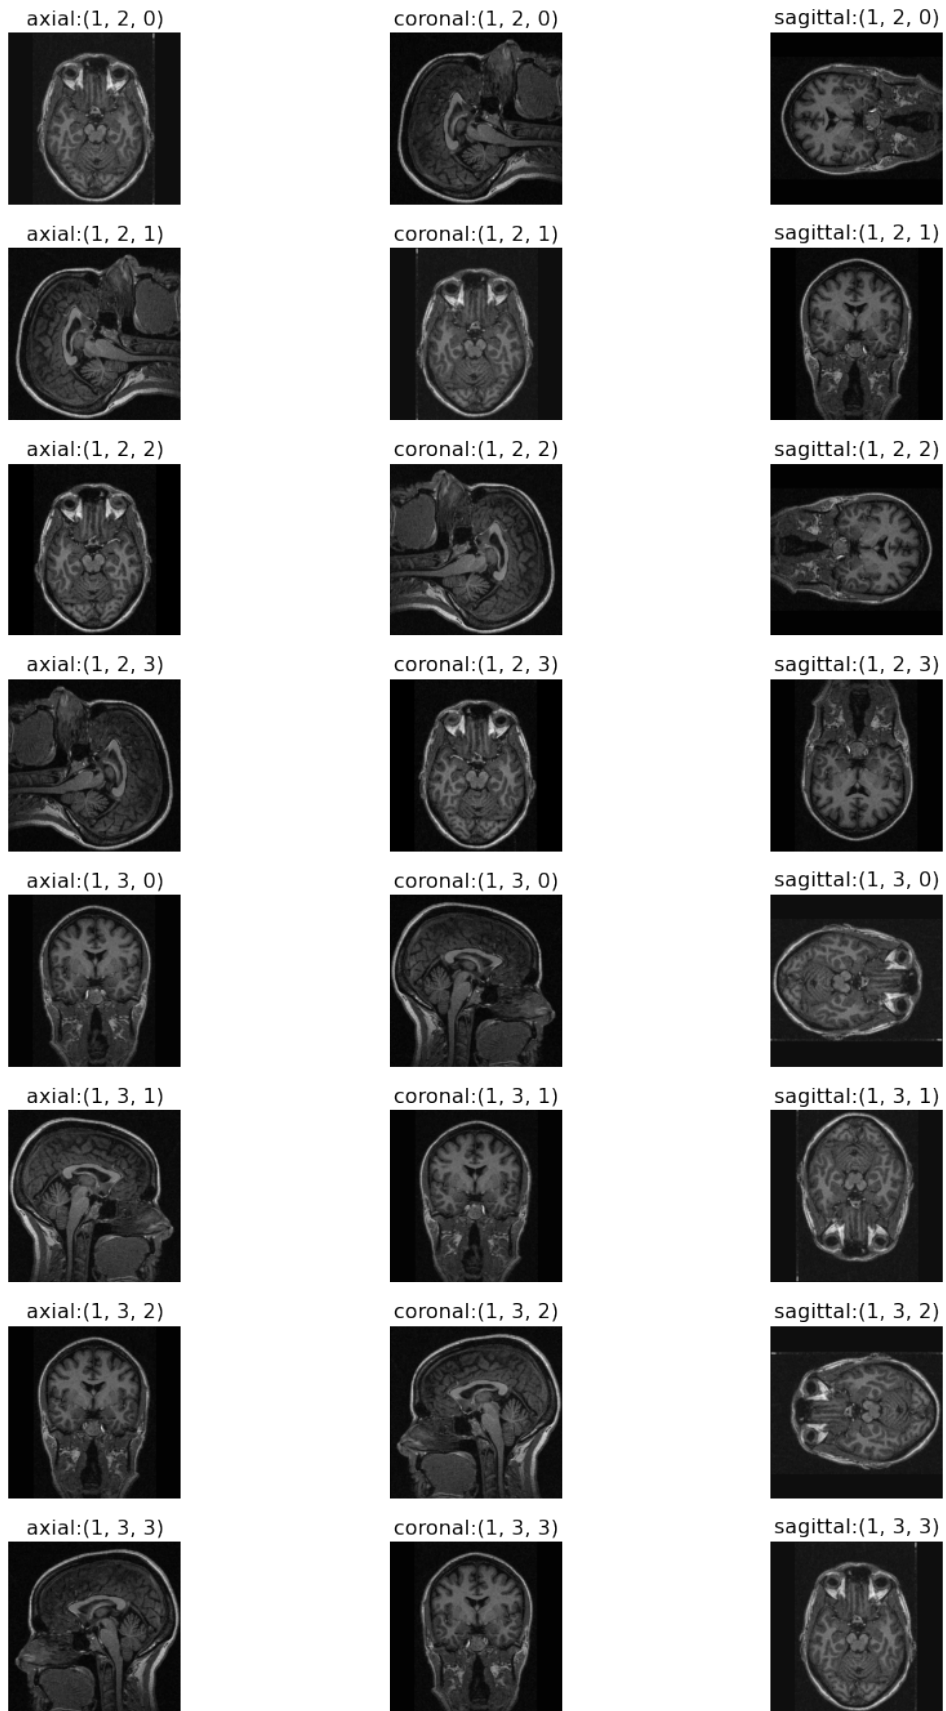 axial:(1, 2, 0) coronal:(1, 2, 0) sagittal:(1, 2, 0)
axial:(1, 2, 1) coronal:(1, 2, 1) sagittal:(1, 2, 1)
axial:(1, 2, 2) coronal:(1, 2, 2) sagittal:(1, 2, 2)
axial:(1, 2, 3) coronal:(1, 2, 3) sagittal:(1, 2, 3)
axial:(1, 3, 0) coronal:(1, 3, 0) sagittal:(1, 3, 0)
axial:(1, 3, 1) coronal:(1, 3, 1) sagittal:(1, 3, 1)
axial:(1, 3, 2) coronal:(1, 3, 2) sagittal:(1, 3, 2)
axial:(1, 3, 3) coronal:(1, 3, 3) sagittal:(1, 3, 3)